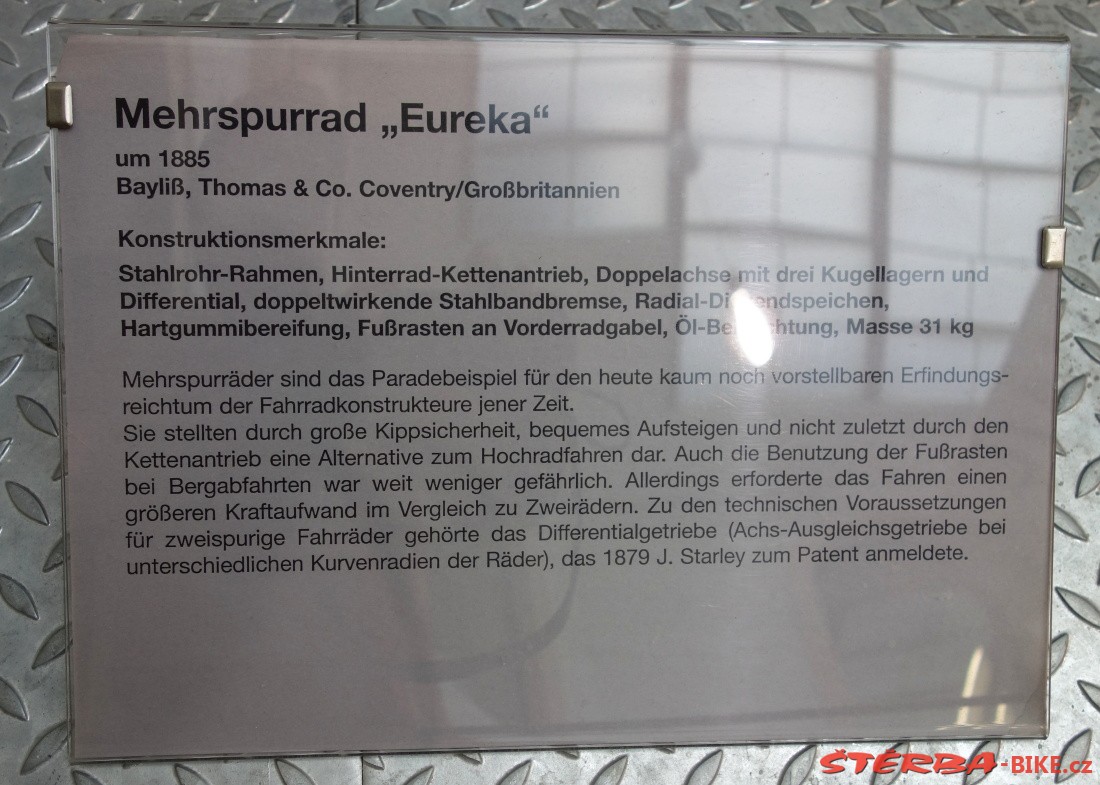 Mehrspurrad „Eureka“
um 1885
Bayliß, Thomas & Co. Coventry/Großbritannien
Konstruktionsmerkmale:
Stahlrohr-Rahmen, Hinterrad-Kettenantrieb, Doppelachse mit drei Kugellagern und
Differential, doppeltwirkende Stahlbandbremse,
Hartgummibereifung, Fußrasten an Vorderradgabel, Masse 31 kg
Mehrspurräder sind das Paradebeispiel für den heute kaum noch vorstellbaren Erfindungs-
reichtum der Fahrradkonstrukteure jener Zeit.
Sie stellten durch große Kippsicherheit, bequemes Aufsteigen und nicht zuletzt durch den
Kettenantrieb eine Alternative zum Hochradfahren dar. Auch die Benutzung der Fußrasten
bei Bergabfahrten war weit weniger gefährlich. Allerdings erforderte das Fahren einen
größeren Kraftaufwand im Vergleich zu Zweirädern. Zu den technischen Voraussetzungen
für zweispurige Fahrräder gehörte das Differentialgetriebe (Achs-Ausgleichsgetriebe bei
unterschiedlichen Kurvenradien der Räder), das 1879 J. Starley zum Patent anmeldete.
ŠTĚRBA-BIKE.cz